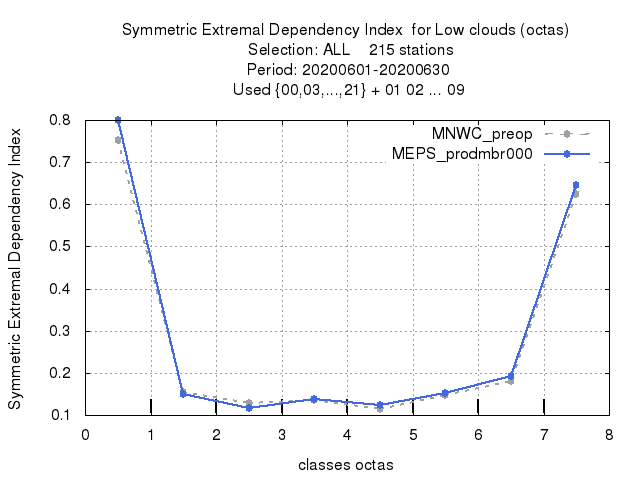 Symmetric Extremal Dependency Index  for Low clouds (octas)
Selection: ALL    215 stations
Period: 20200601-20200630
Used {00,03,...,21} + 01 02 ... 09
MNWC_preop
MEPS_prodmbr000
Symmetric Extremal Dependency Index
0.8
0.7
0.6
0.5
0.4
0.3
0.2
0.1
0 1 2 3 4 5 6 7 8
classes octas